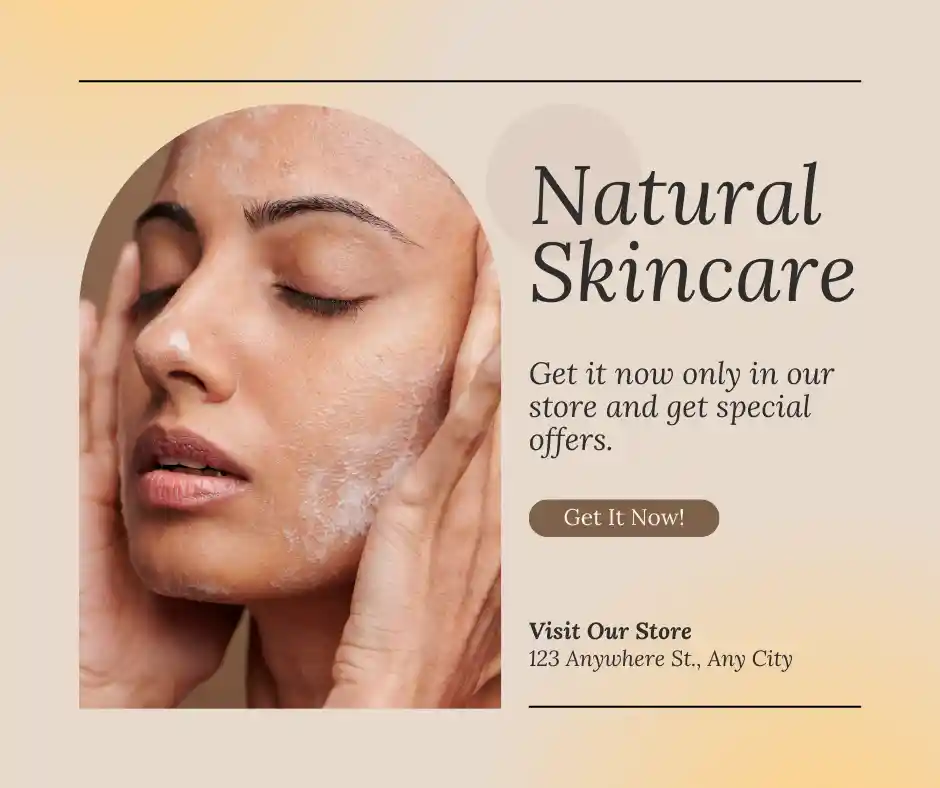 Natural
Skincare
Get it now only in our
store and get special
offers.
Get It Now!
Visit Our Store
123 Anywhere St., Any City